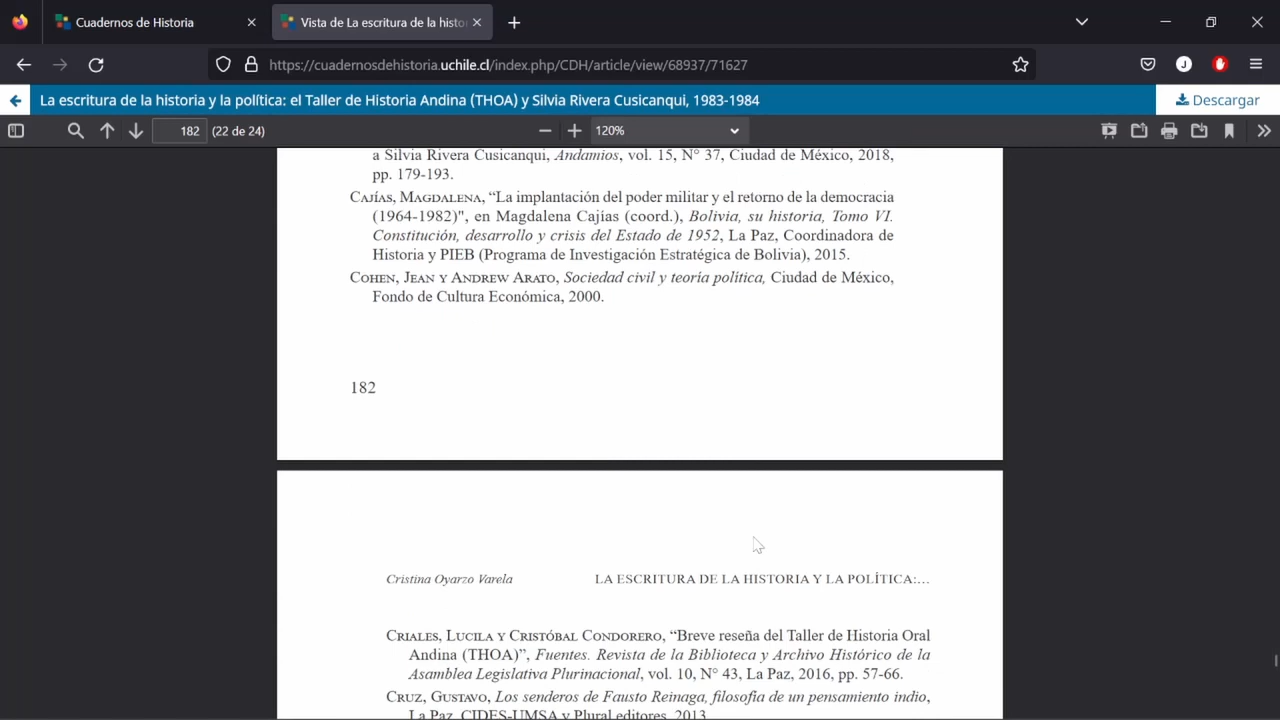 Cuadernos de Historia
Vista de La escritura de la histo
https://cuadernosdehistoria.uchile.cl/index.php/CDH/article/view/68937/71627
J
La escritura de la historia y la política: el Taller de Historia Andina (THOA) y Silvia Rivera Cusicanqui, 1983-1984
Descargar
182 (22 de 24)
120%
a Silvia Rivera Cusicanqui, Andamios, vol. 15, N° 37, Ciudad de México, 2018,
pp. 179-193.
CAJÍAS, MAGDALENA, “La implantación del poder militar y el retorno de la democracia
(1964-1982)", en Magdalena Cajías (coord.), Bolivia, su historia, Tomo VI.
Constitución, desarrollo y crisis del Estado de 1952, La Paz, Coordinadora de
Historia y PIEB (Programa de Investigación Estratégica de Bolivia), 2015.
COHEN, JEAN Y ANDREW ARATO, Sociedad civil y teoría política, Ciudad de México,
Fondo de Cultura Económica, 2000.
182
Cristina Oyarzo Varela LA ESCRITURA DE LA HISTORIA Y LA POLÍTICA:...
CRIALES, LUCILA Y CRISTÓBAL CONDORERO, “Breve reseña del Taller de Historia Oral
Andina (THOA)”, Fuentes. Revista de la Biblioteca y Archivo Histórico de la
Asamblea Legislativa Plurinacional, vol. 10, N° 43, La Paz, 2016, pp. 57-66.
CRUZ, GUSTAVO, Los senderos de Fausto Reinaga, filosofía de un pensamiento indio,
La Paz, CIDES-UMSA y Plural editores, 2013.